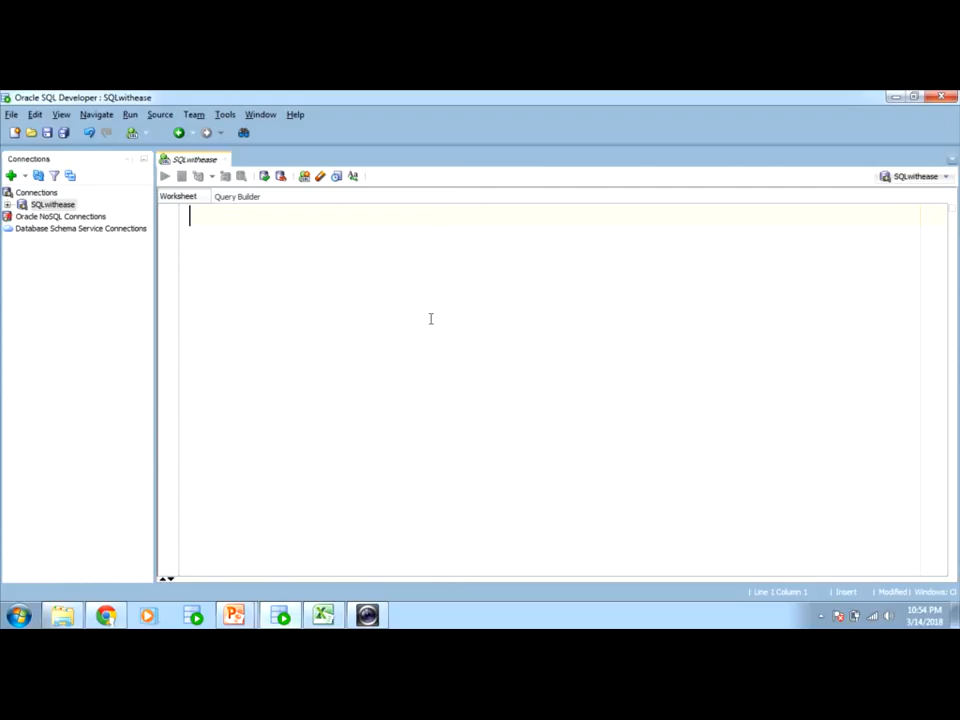 Oracle SQL Developer : SQLwithease
File Edit View Navigate Run Source Team Tools Window Help
Connections
SQLwithease
SQLwithease
Worksheet Query Builder
Connections
SQLwithease
Oracle NoSQL Connections
Database Schema Service Connections
Line 1 Column 1 | Insert | Modified | Windows: Cl
10:54 PM
3/14/2018